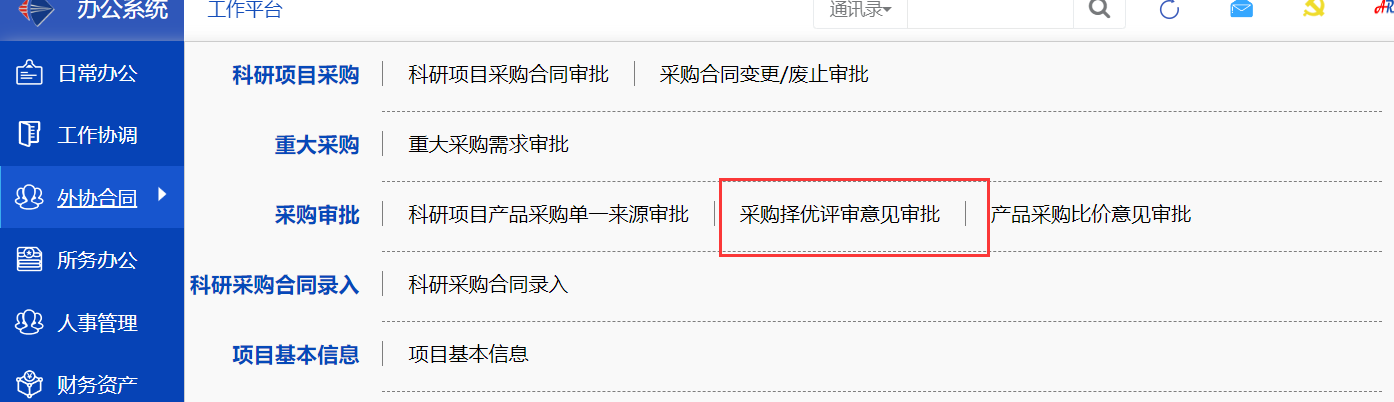 办公系统 工作平台 通讯录
日常办公
工作协调
外协合同
所务办公
人事管理
财务资产
科研项目采购 科研项目采购合同审批 采购合同变更/废止审批
重大采购 重大采购需求审批
采购审批 科研项目产品采购单一来源审批 采购择优评审意见审批 产品采购比价意见审批
科研采购合同录入 科研采购合同录入
项目基本信息 项目基本信息